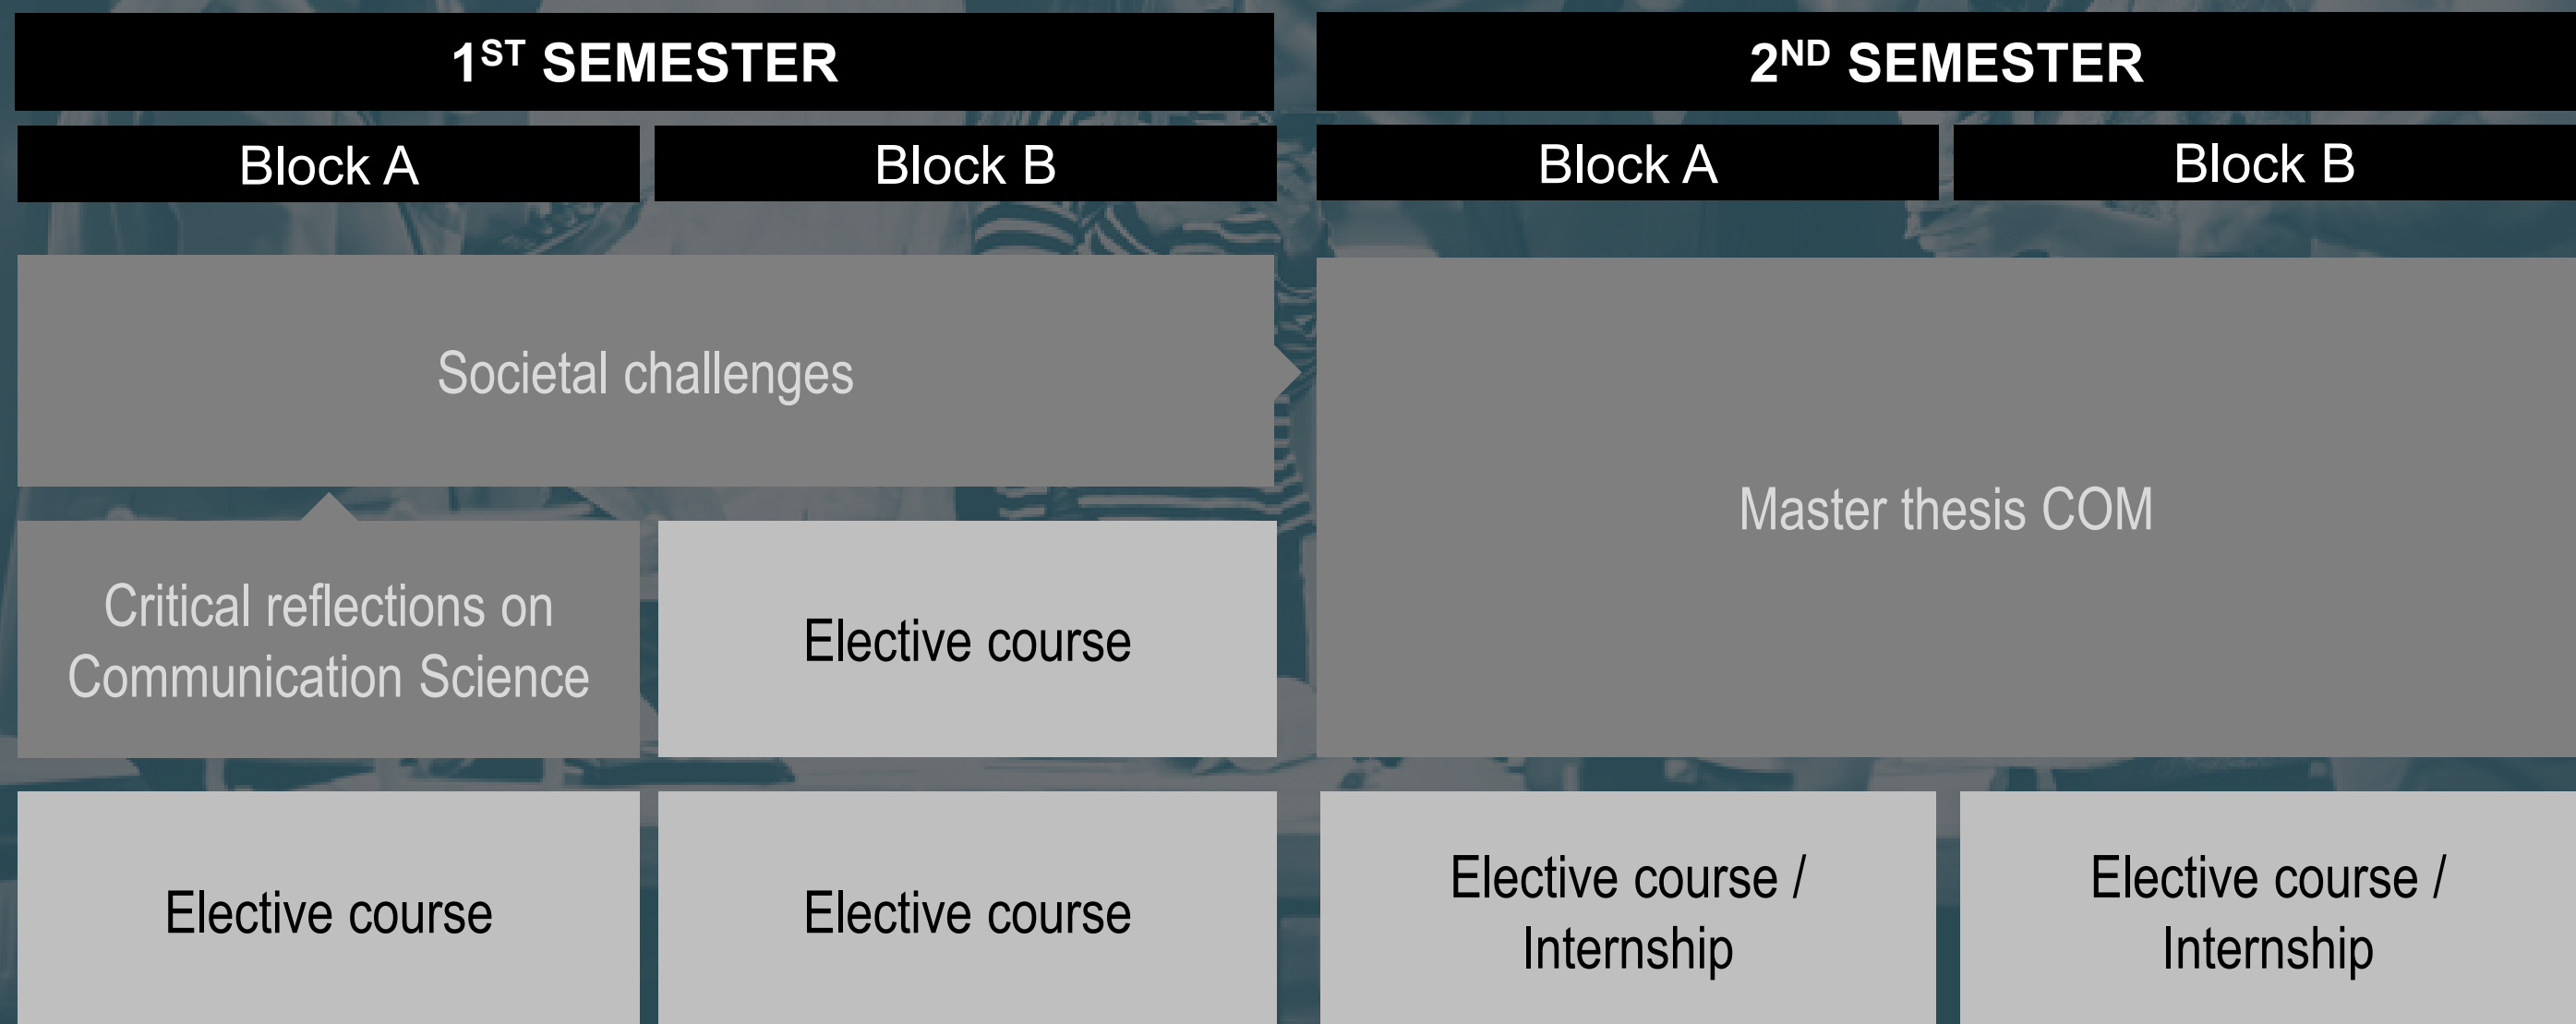 1ST SEMESTER
2ND SEMESTER
Block A
Block B
Block A
Block B
Societal challenges
Master thesis COM
Critical reflections on
Communication Science
Elective course
Elective course
Elective course
Elective course /
Internship
Elective course /
Internship